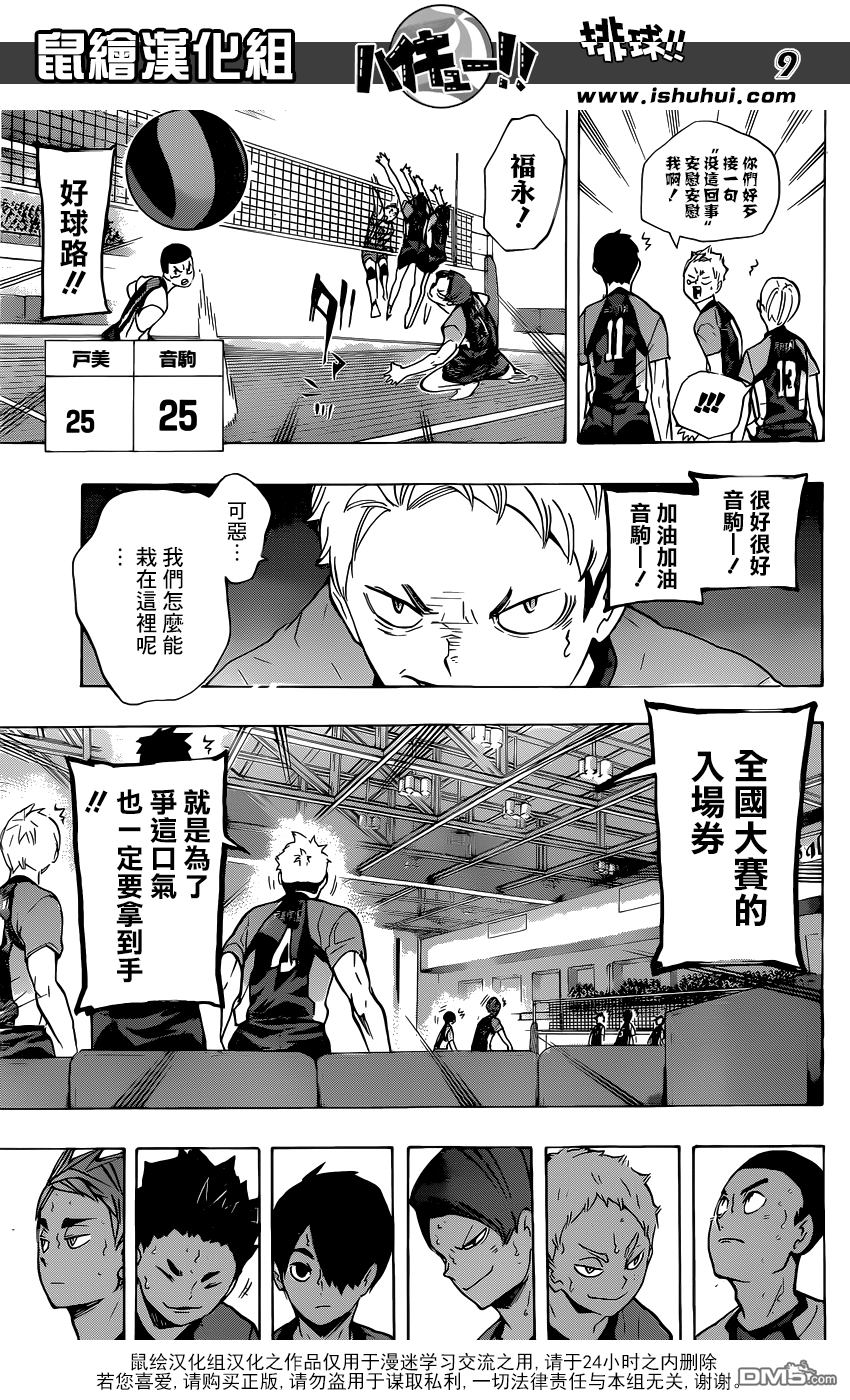 鼠繪漢化組
ハイキュー!!
排球!!
9
www.ishuhui.com
你們好歹
接一句
“没這回事”
安慰安慰
我啊！
11
13
!!!
福永！
好球路!!
戸美 音駒
25 25
很好很好
音駒—！
加油加油
音駒—！
可惡…
我們怎麼能
栽在這裡呢
…
全國大賽的
入場券
就是為了
爭這口氣
也一定要拿到手
!!
4
鼠绘汉化组汉化之作品仅用于漫迷学习交流之用, 请于24小时之内删除
若您喜爱, 请购买正版, 请勿盗用于谋取私利, 一切法律责任与本组无关, 谢谢。
DM5.com